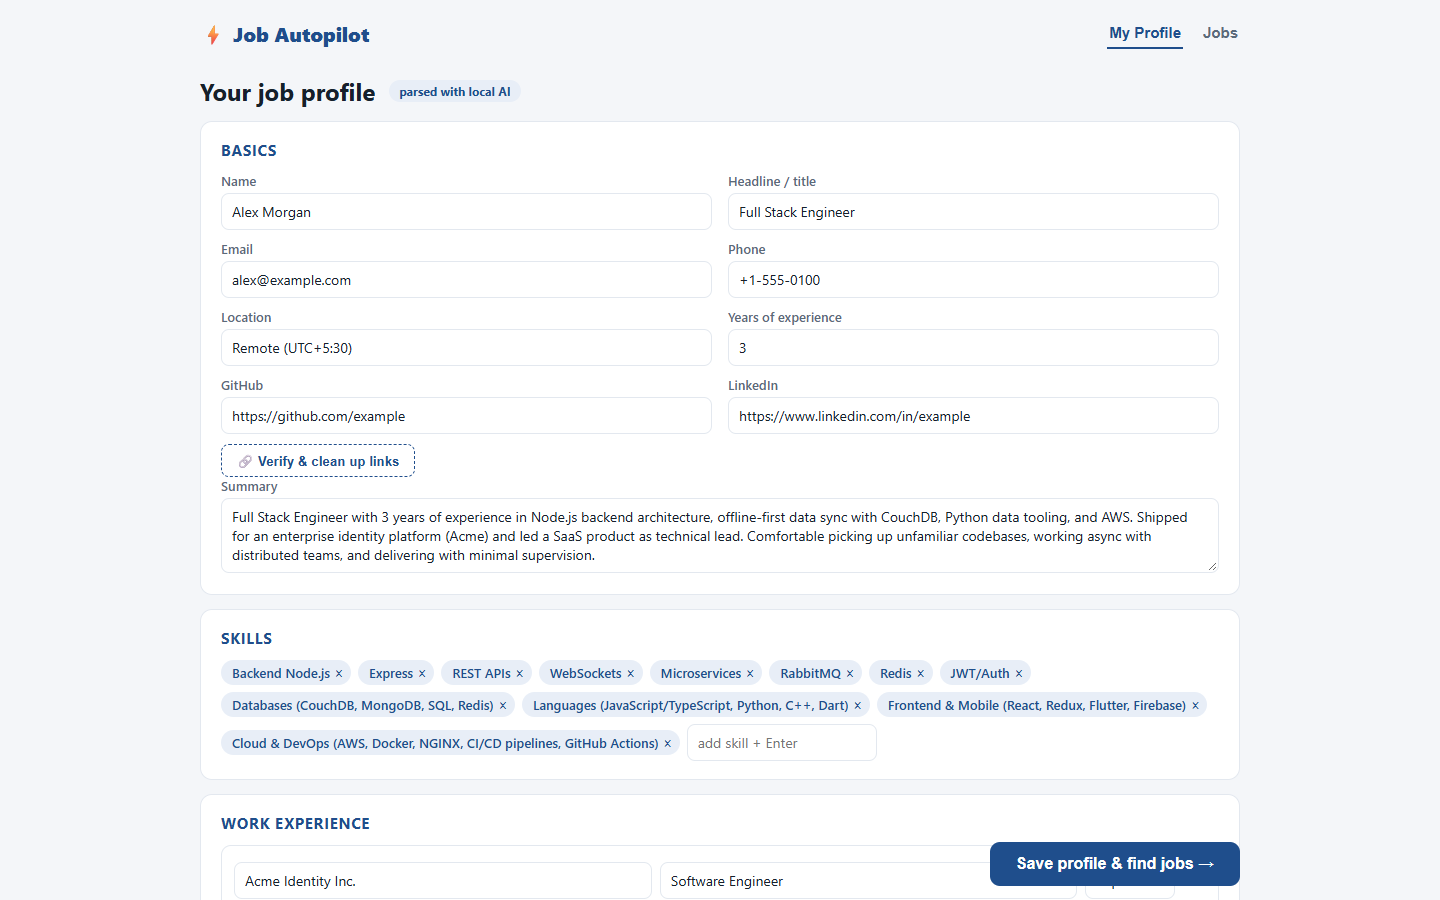 Job Autopilot
My Profile Jobs
Your job profile parsed with local AI
BASICS
Name Headline / title
Alex Morgan Full Stack Engineer
Email Phone
alex@example.com +1-555-0100
Location Years of experience
Remote (UTC+5:30) 3
GitHub LinkedIn
https://github.com/example https://www.linkedin.com/in/example
Verify & clean up links
Summary
Full Stack Engineer with 3 years of experience in Node.js backend architecture, offline-first data sync with CouchDB, Python data tooling, and AWS. Shipped
for an enterprise identity platform (Acme) and led a SaaS product as technical lead. Comfortable picking up unfamiliar codebases, working async with
distributed teams, and delivering with minimal supervision.
SKILLS
Backend Node.js × Express × REST APIs × WebSockets × Microservices × RabbitMQ × Redis × JWT/Auth ×
Databases (CouchDB, MongoDB, SQL, Redis) × Languages (JavaScript/TypeScript, Python, C++, Dart) × Frontend & Mobile (React, Redux, Flutter, Firebase) ×
Cloud & DevOps (AWS, Docker, NGINX, CI/CD pipelines, GitHub Actions) × add skill + Enter
WORK EXPERIENCE
Save profile & find jobs →
Acme Identity Inc. Software Engineer